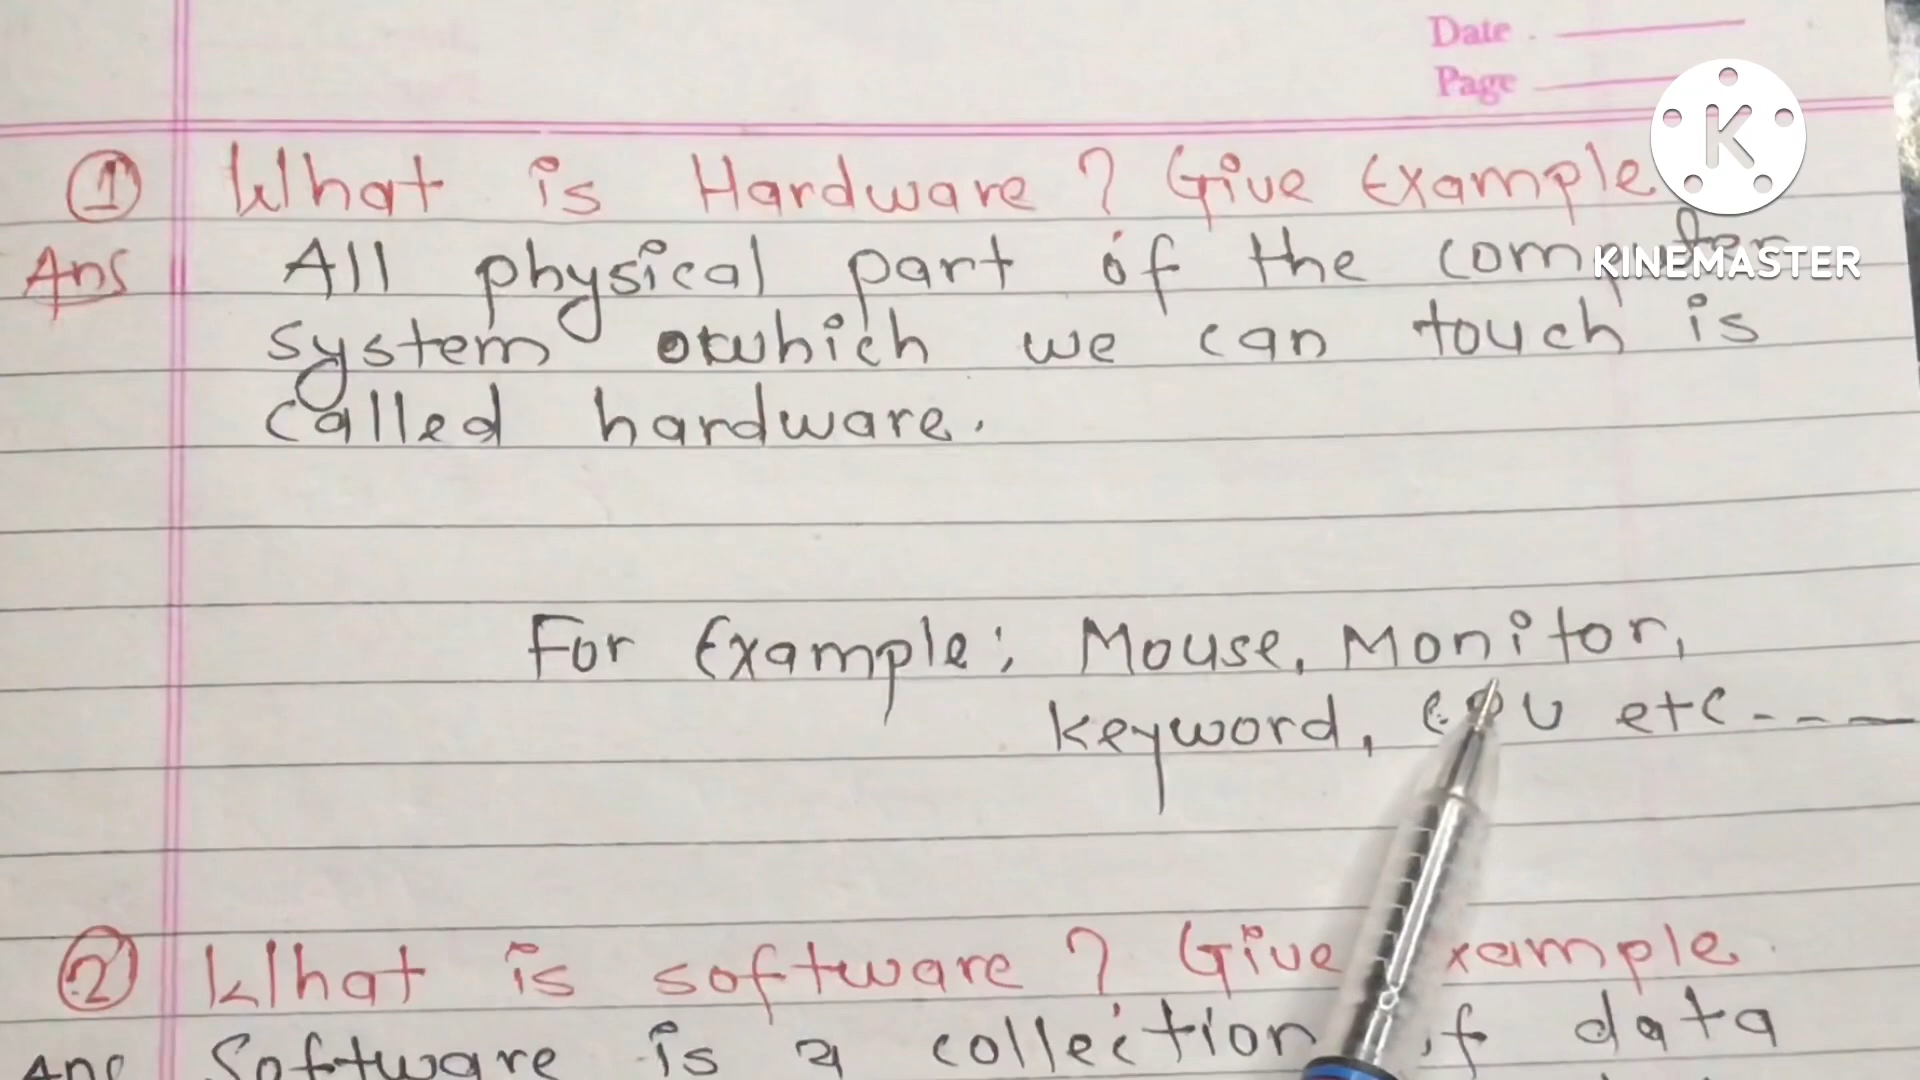 Date
Page
K
KINEMASTER
① What is Hardware ? Give Example
Ans All physical part of the computer
system which we can touch is
called hardware.
For Example: Mouse, Monitor,
keyword, CPU etc----
② What is software ? Give Example
Ans Software is a collection of data